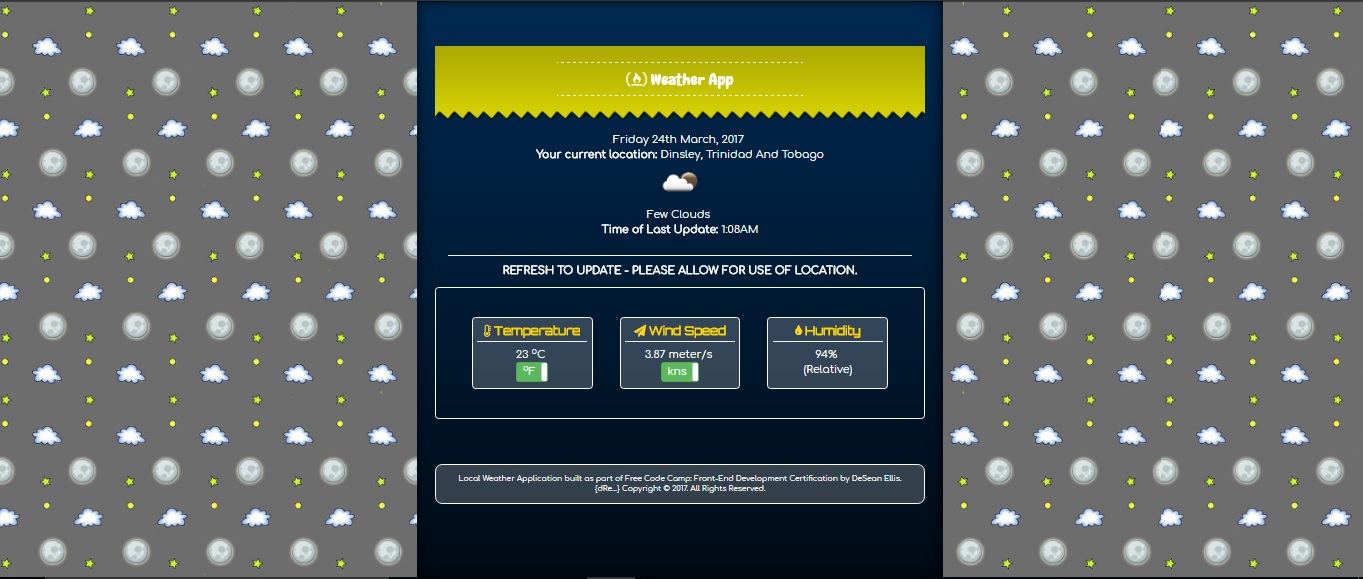 Weather App
Friday 24th March, 2017
Your current location: Dinsley, Trinidad And Tobago
Few Clouds
Time of Last Update: 1:08AM
REFRESH TO UPDATE - PLEASE ALLOW FOR USE OF LOCATION.
Temperature
23 °C
°F
Wind Speed
3.87 meter/s
kns
Humidity
94%
(Relative)
Local Weather Application built as part of Free Code Camp: Front-End Development Certification by DeSean Ellis.
{dRe...} Copyright © 2017. All Rights Reserved.